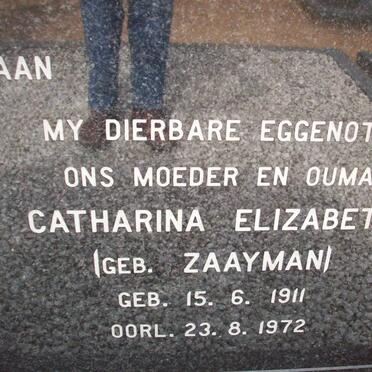 AAN
MY DIERBARE EGGENOT
ONS MOEDER EN OUMA
CATHARINA ELIZABET
(GEB. ZAAYMAN)
GEB. 15. 6. 1911
OORL. 23. 8. 1972